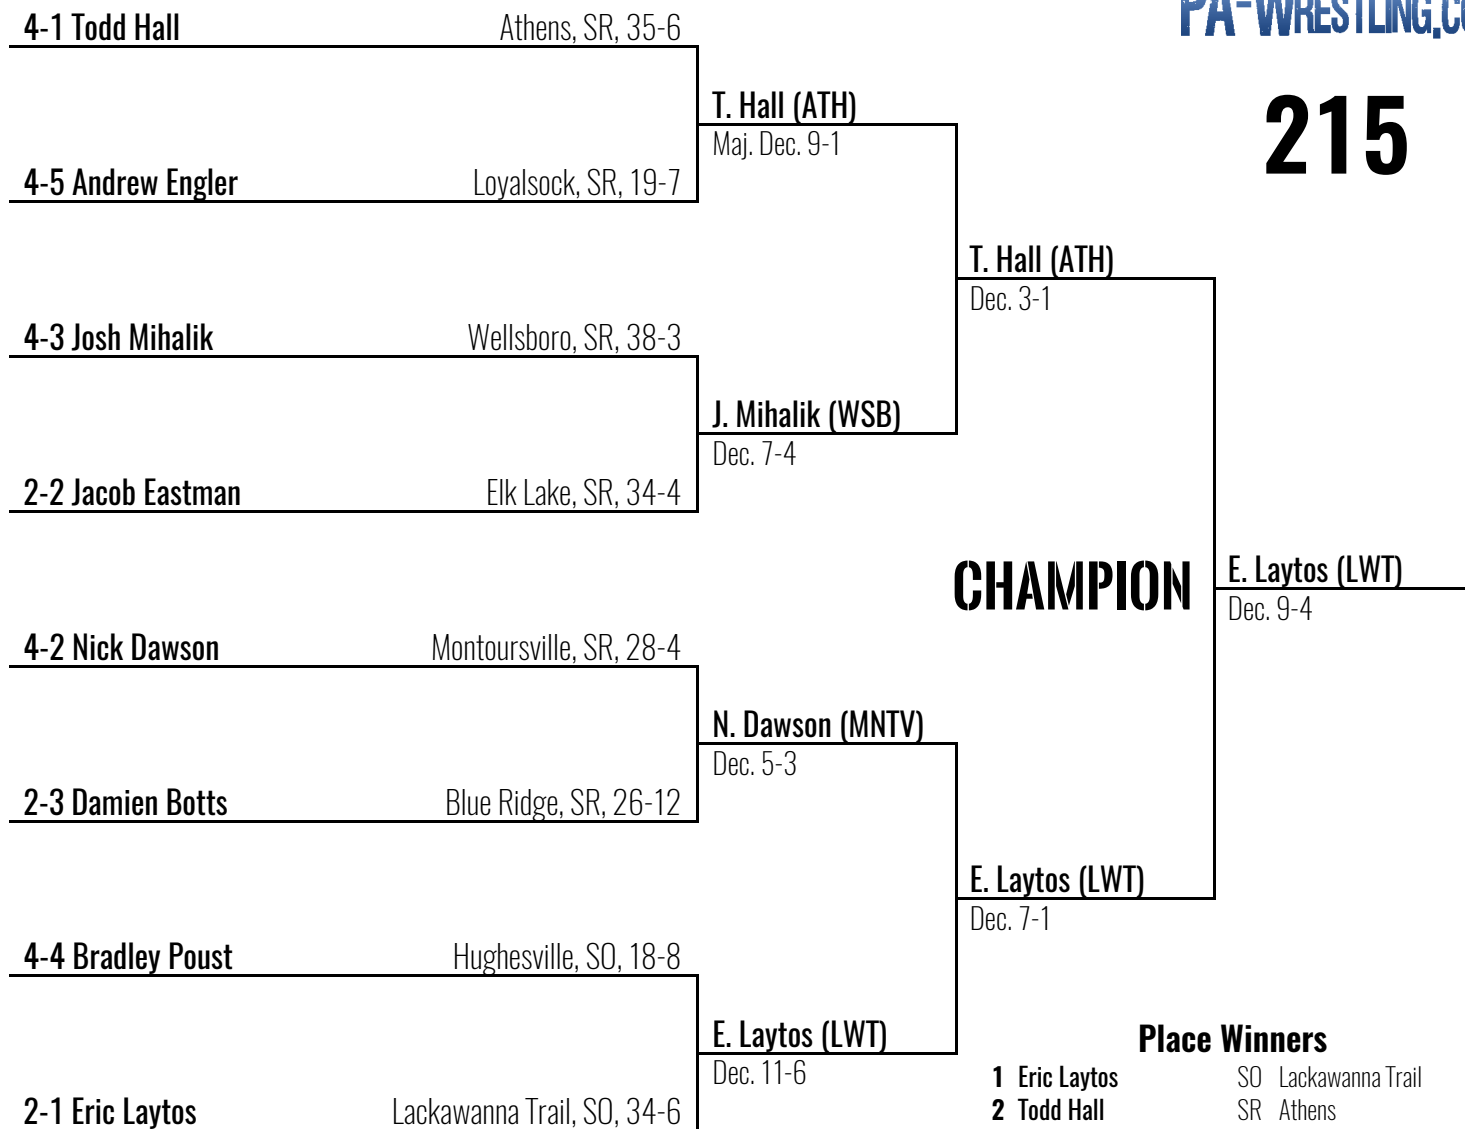 PA-WRESTLING.CO
215
4-1 Todd Hall Athens, SR, 35-6
T. Hall (ATH)
Maj. Dec. 9-1
4-5 Andrew Engler Loyalsock, SR, 19-7
T. Hall (ATH)
Dec. 3-1
4-3 Josh Mihalik Wellsboro, SR, 38-3
J. Mihalik (WSB)
Dec. 7-4
2-2 Jacob Eastman Elk Lake, SR, 34-4
CHAMPION
E. Laytos (LWT)
Dec. 9-4
4-2 Nick Dawson Montoursville, SR, 28-4
N. Dawson (MNTV)
Dec. 5-3
2-3 Damien Botts Blue Ridge, SR, 26-12
E. Laytos (LWT)
Dec. 7-1
4-4 Bradley Poust Hughesville, SO, 18-8
E. Laytos (LWT)
Dec. 11-6
2-1 Eric Laytos Lackawanna Trail, SO, 34-6
Place Winners
1 Eric Laytos SO Lackawanna Trail
2 Todd Hall SR Athens